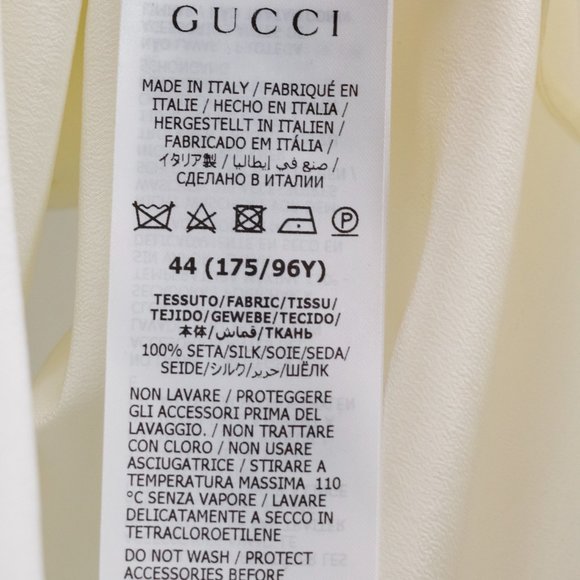 GUCCI
MADE IN ITALY / FABRIQUÉ EN
ITALIE / HECHO EN ITALIA /
HERGESTELLT IN ITALIEN /
FABRICADO EM ITÁLIA /
イタリア製 / صنع في إيطاليا /
СДЕЛАНО В ИТАЛИИ
P
44 (175/96Y)
TESSUTO/FABRIC/TISSU/
TEJIDO/GEWEBE/TECIDO/
本体/قماش/ТКАНЬ
100% SETA/SILK/SOIE/SEDA/
SEIDE/シルク/حرير/ШЁЛК
NON LAVARE / PROTEGGERE
GLI ACCESSORI PRIMA DEL
LAVAGGIO. / NON TRATTARE
CON CLORO / NON USARE
ASCIUGATRICE / STIRARE A
TEMPERATURA MASSIMA 110
°C SENZA VAPORE / LAVARE
DELICATAMENTE A SECCO IN
TETRACLOROETILENE
DO NOT WASH / PROTECT
ACCESSORIES BEFORE